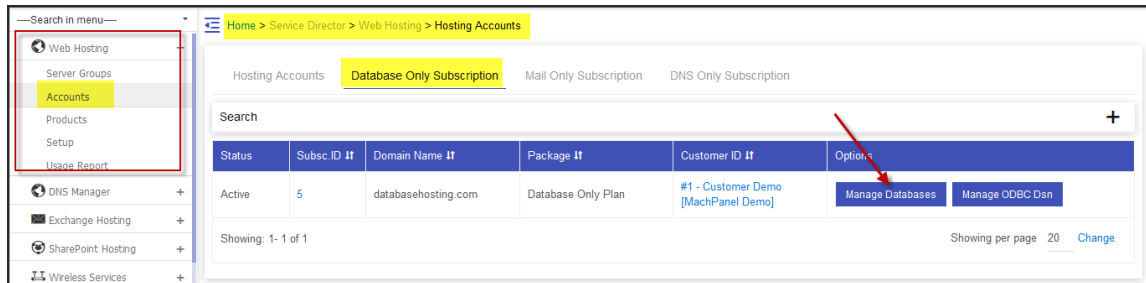 ----Search in menu----
Home > Service Director > Web Hosting > Hosting Accounts
Web Hosting +
Server Groups
Accounts
Products
Setup
Usage Report
DNS Manager +
Exchange Hosting +
SharePoint Hosting +
Wireless Services +
Hosting Accounts Database Only Subscription Mail Only Subscription DNS Only Subscription
Search +
Status Subsc.ID Domain Name Package Customer ID Options
Active 5 databasehosting.com Database Only Plan #1 - Customer Demo [MachPanel Demo] Manage Databases Manage ODBC Dsn
Showing: 1- 1 of 1 Showing per page 20 Change